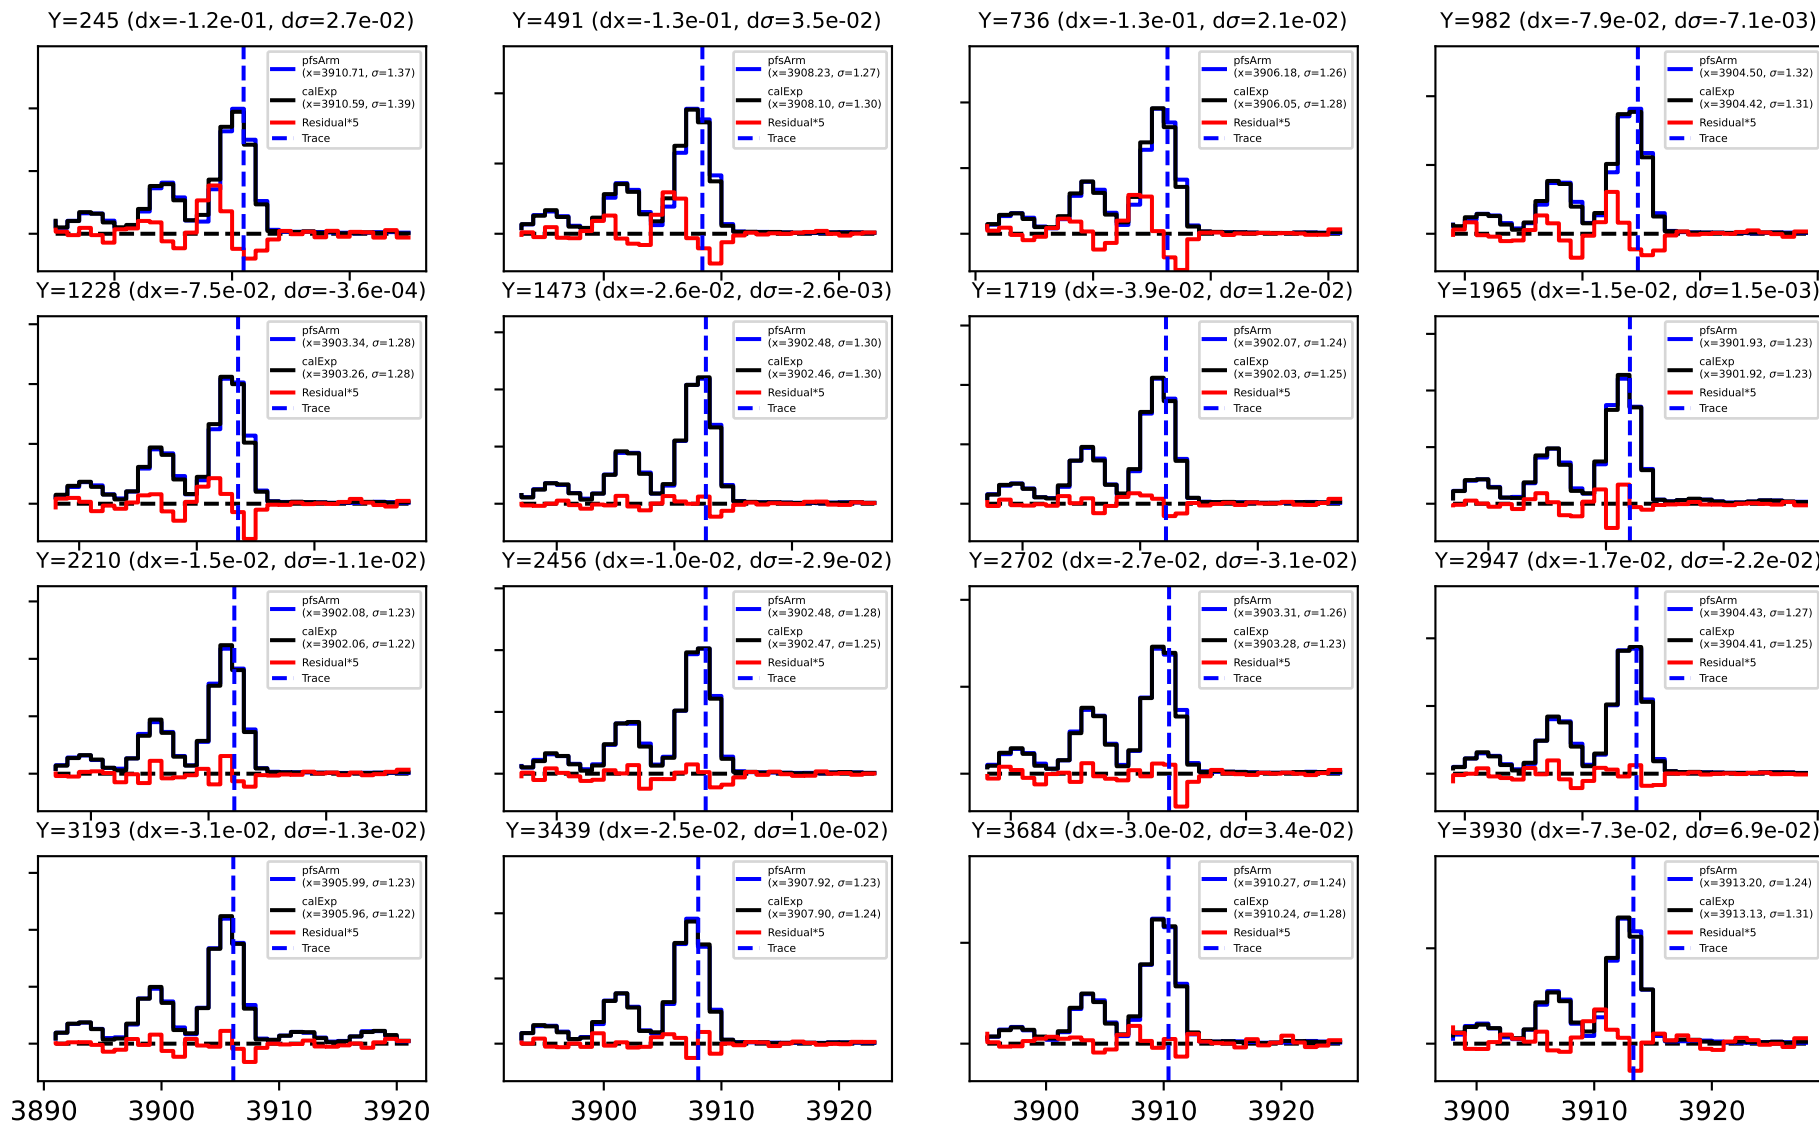 Y=245 (dx=-1.2e-01, dσ=2.7e-02)
pfsArm
(x=3910.71, σ=1.37)
calExp
(x=3910.59, σ=1.39)
Residual*5
Trace
Y=491 (dx=-1.3e-01, dσ=3.5e-02)
pfsArm
(x=3908.23, σ=1.27)
calExp
(x=3908.10, σ=1.30)
Residual*5
Trace
Y=736 (dx=-1.3e-01, dσ=2.1e-02)
pfsArm
(x=3906.18, σ=1.26)
calExp
(x=3906.05, σ=1.28)
Residual*5
Trace
Y=982 (dx=-7.9e-02, dσ=-7.1e-03)
pfsArm
(x=3904.50, σ=1.32)
calExp
(x=3904.42, σ=1.31)
Residual*5
Trace
Y=1228 (dx=-7.5e-02, dσ=-3.6e-04)
pfsArm
(x=3903.34, σ=1.28)
calExp
(x=3903.26, σ=1.28)
Residual*5
Trace
Y=1473 (dx=-2.6e-02, dσ=-2.6e-03)
pfsArm
(x=3902.48, σ=1.30)
calExp
(x=3902.46, σ=1.30)
Residual*5
Trace
Y=1719 (dx=-3.9e-02, dσ=1.2e-02)
pfsArm
(x=3902.07, σ=1.24)
calExp
(x=3902.03, σ=1.25)
Residual*5
Trace
Y=1965 (dx=-1.5e-02, dσ=1.5e-03)
pfsArm
(x=3901.93, σ=1.23)
calExp
(x=3901.92, σ=1.23)
Residual*5
Trace
Y=2210 (dx=-1.5e-02, dσ=-1.1e-02)
pfsArm
(x=3902.08, σ=1.23)
calExp
(x=3902.06, σ=1.22)
Residual*5
Trace
Y=2456 (dx=-1.0e-02, dσ=-2.9e-02)
pfsArm
(x=3902.48, σ=1.28)
calExp
(x=3902.47, σ=1.25)
Residual*5
Trace
Y=2702 (dx=-2.7e-02, dσ=-3.1e-02)
pfsArm
(x=3903.31, σ=1.26)
calExp
(x=3903.28, σ=1.23)
Residual*5
Trace
Y=2947 (dx=-1.7e-02, dσ=-2.2e-02)
pfsArm
(x=3904.43, σ=1.27)
calExp
(x=3904.41, σ=1.25)
Residual*5
Trace
Y=3193 (dx=-3.1e-02, dσ=-1.3e-02)
pfsArm
(x=3905.99, σ=1.23)
calExp
(x=3905.96, σ=1.22)
Residual*5
Trace
Y=3439 (dx=-2.5e-02, dσ=1.0e-02)
pfsArm
(x=3907.92, σ=1.23)
calExp
(x=3907.90, σ=1.24)
Residual*5
Trace
Y=3684 (dx=-3.0e-02, dσ=3.4e-02)
pfsArm
(x=3910.27, σ=1.24)
calExp
(x=3910.24, σ=1.28)
Residual*5
Trace
Y=3930 (dx=-7.3e-02, dσ=6.9e-02)
pfsArm
(x=3913.20, σ=1.24)
calExp
(x=3913.13, σ=1.31)
Residual*5
Trace
3890 3900 3910 3920
3900 3910 3920
3900 3910 3920
3900 3910 3920